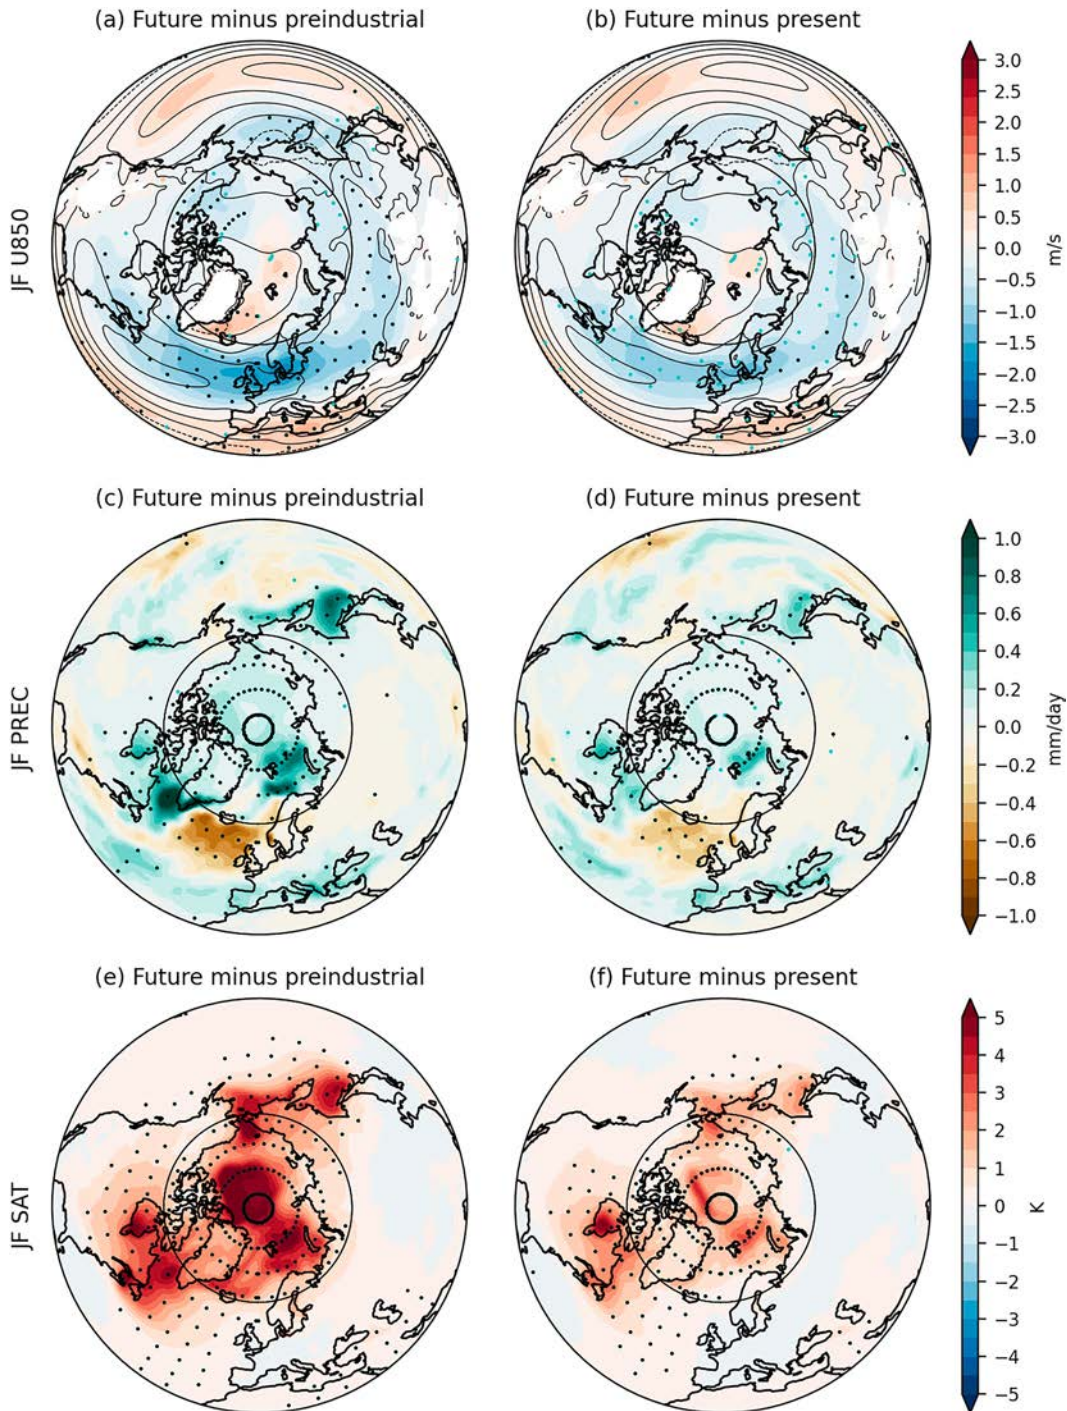 (a) Future minus preindustrial
(b) Future minus present
JF U850
3.0
2.5
2.0
1.5
1.0
0.5
0.0
−0.5
−1.0
−1.5
−2.0
−2.5
−3.0
m/s
(c) Future minus preindustrial
(d) Future minus present
JF PREC
1.0
0.8
0.6
0.4
0.2
0.0
−0.2
−0.4
−0.6
−0.8
−1.0
mm/day
(e) Future minus preindustrial
(f) Future minus present
JF SAT
5
4
3
2
1
0
−1
−2
−3
−4
−5
K